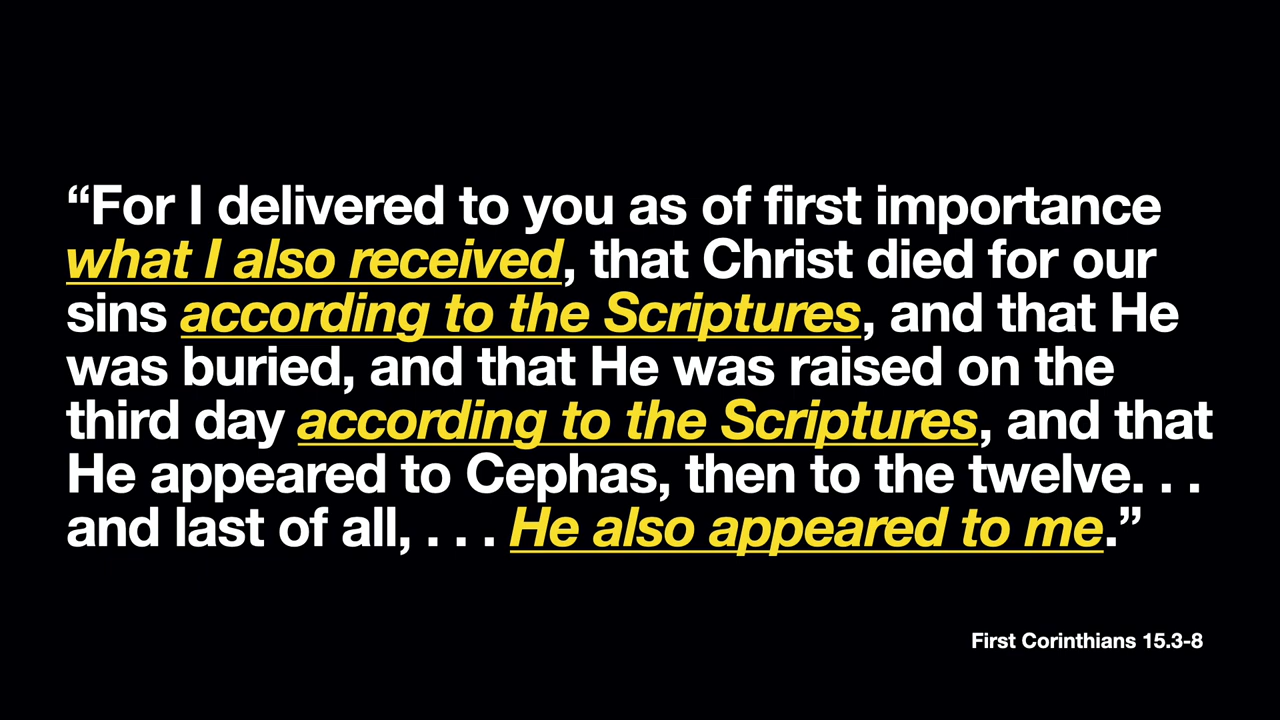 “For I delivered to you as of first importance
what I also received, that Christ died for our
sins according to the Scriptures, and that He
was buried, and that He was raised on the
third day according to the Scriptures, and that
He appeared to Cephas, then to the twelve. . .
and last of all, . . . He also appeared to me.”
First Corinthians 15.3-8